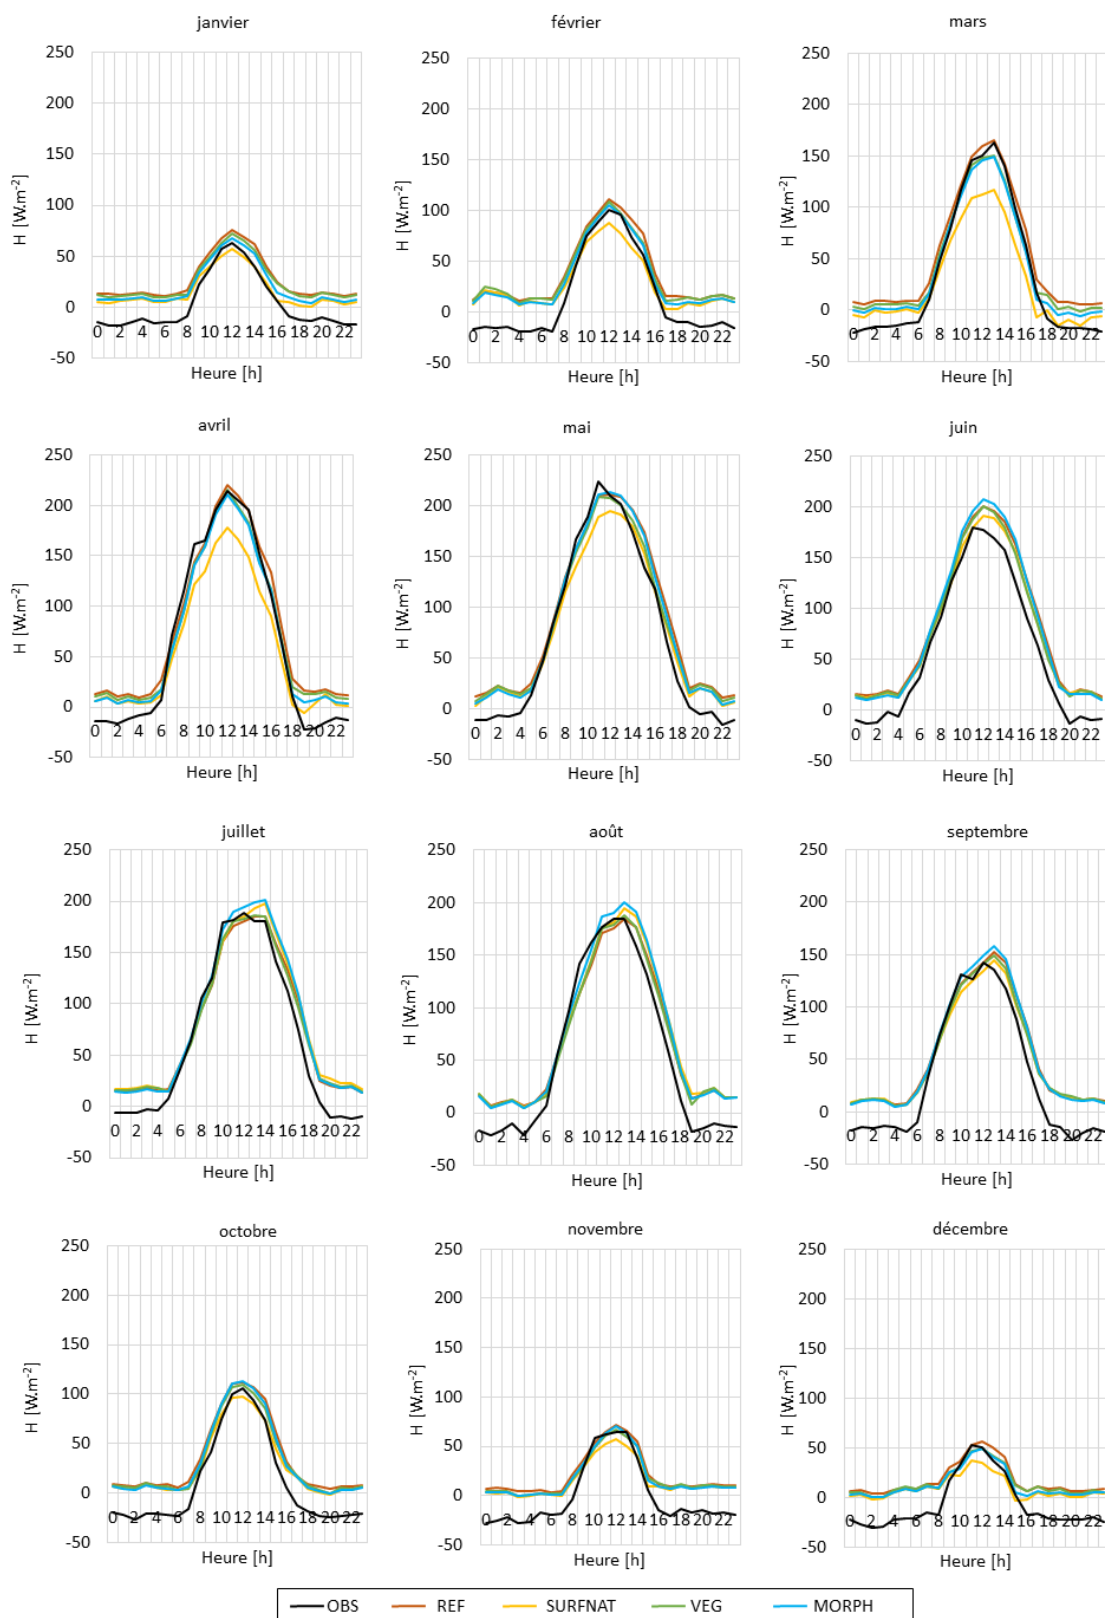 janvier février mars
250 250 250
200 200 200
150 150 150
100 100 100
50 50 50
0 0 0
-50 -50 -50
0 2 4 6 8 10 12 14 16 18 20 22
0 2 4 6 8 10 12 14 16 18 20 22
0 2 4 6 8 10 12 14 16 18 20 22
H [W.m-2] H [W.m-2] H [W.m-2]
Heure [h] Heure [h] Heure [h]
avril mai juin
250 250 250
200 200 200
150 150 150
100 100 100
50 50 50
0 0 0
-50 -50 -50
0 2 4 6 8 10 12 14 16 18 20 22
0 2 4 6 8 10 12 14 16 18 20 22
0 2 4 6 8 10 12 14 16 18 20 22
H [W.m-2] H [W.m-2] H [W.m-2]
Heure [h] Heure [h] Heure [h]
juillet août septembre
250 250 250
200 200 200
150 150 150
100 100 100
50 50 50
0 0 0
-50 -50 -50
0 2 4 6 8 10 12 14 16 18 20 22
0 2 4 6 8 10 12 14 16 18 20 22
0 2 4 6 8 10 12 14 16 18 20 22
H [W.m-2] H [W.m-2] H [W.m-2]
Heure [h] Heure [h] Heure [h]
octobre novembre décembre
250 250 250
200 200 200
150 150 150
100 100 100
50 50 50
0 0 0
-50 -50 -50
0 2 4 6 8 10 12 14 16 18 20 22
0 2 4 6 8 10 12 14 16 18 20 22
0 2 4 6 8 10 12 14 16 18 20 22
H [W.m-2] H [W.m-2] H [W.m-2]
Heure [h] Heure [h] Heure [h]
OBS REF SURFNAT VEG MORPH